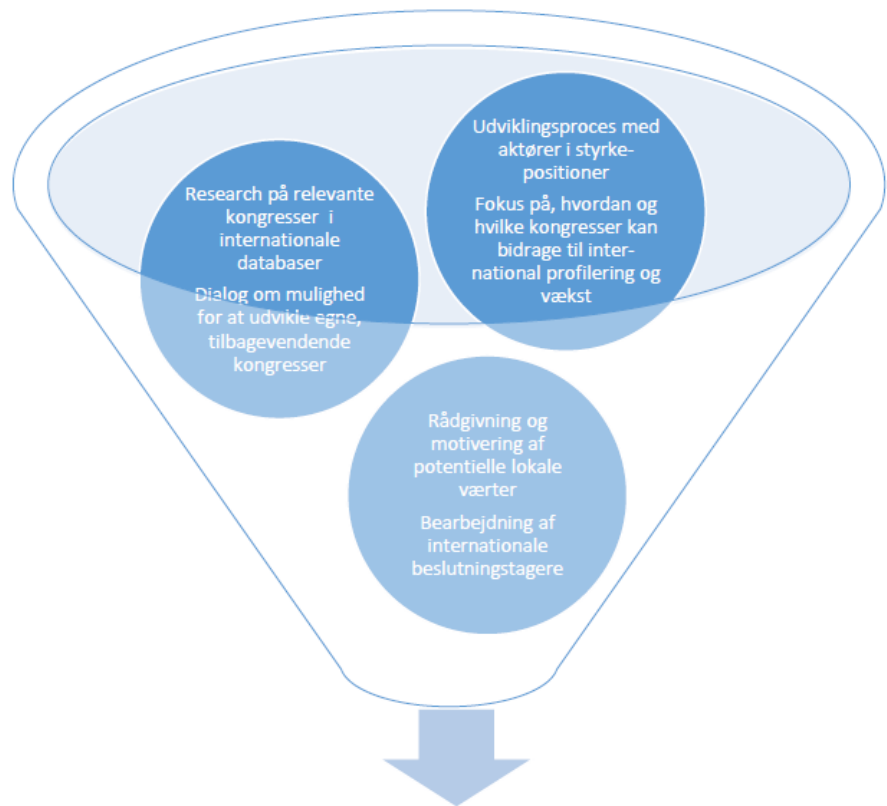 Udviklingsproces med
aktører i styrke-
positioner
Fokus på, hvordan og
hvilke kongresser kan
bidrage til inter-
national profilering og
vækst
Research på relevante
kongresser i
internationale
databaser
Dialog om mulighed
for at udvikle egne,
tilbagevendende
kongresser
Rådgivning og
motivering af
potentielle lokale
værter
Bearbejdning af
internationale
beslutningstagere